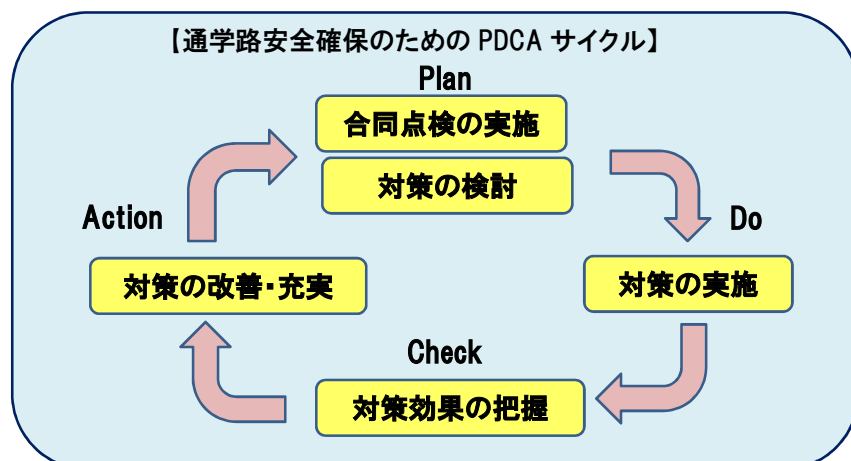 【通学路安全確保のための PDCA サイクル】
Plan
合同点検の実施
対策の検討
Do
対策の実施
Check
対策効果の把握
Action
対策の改善・充実